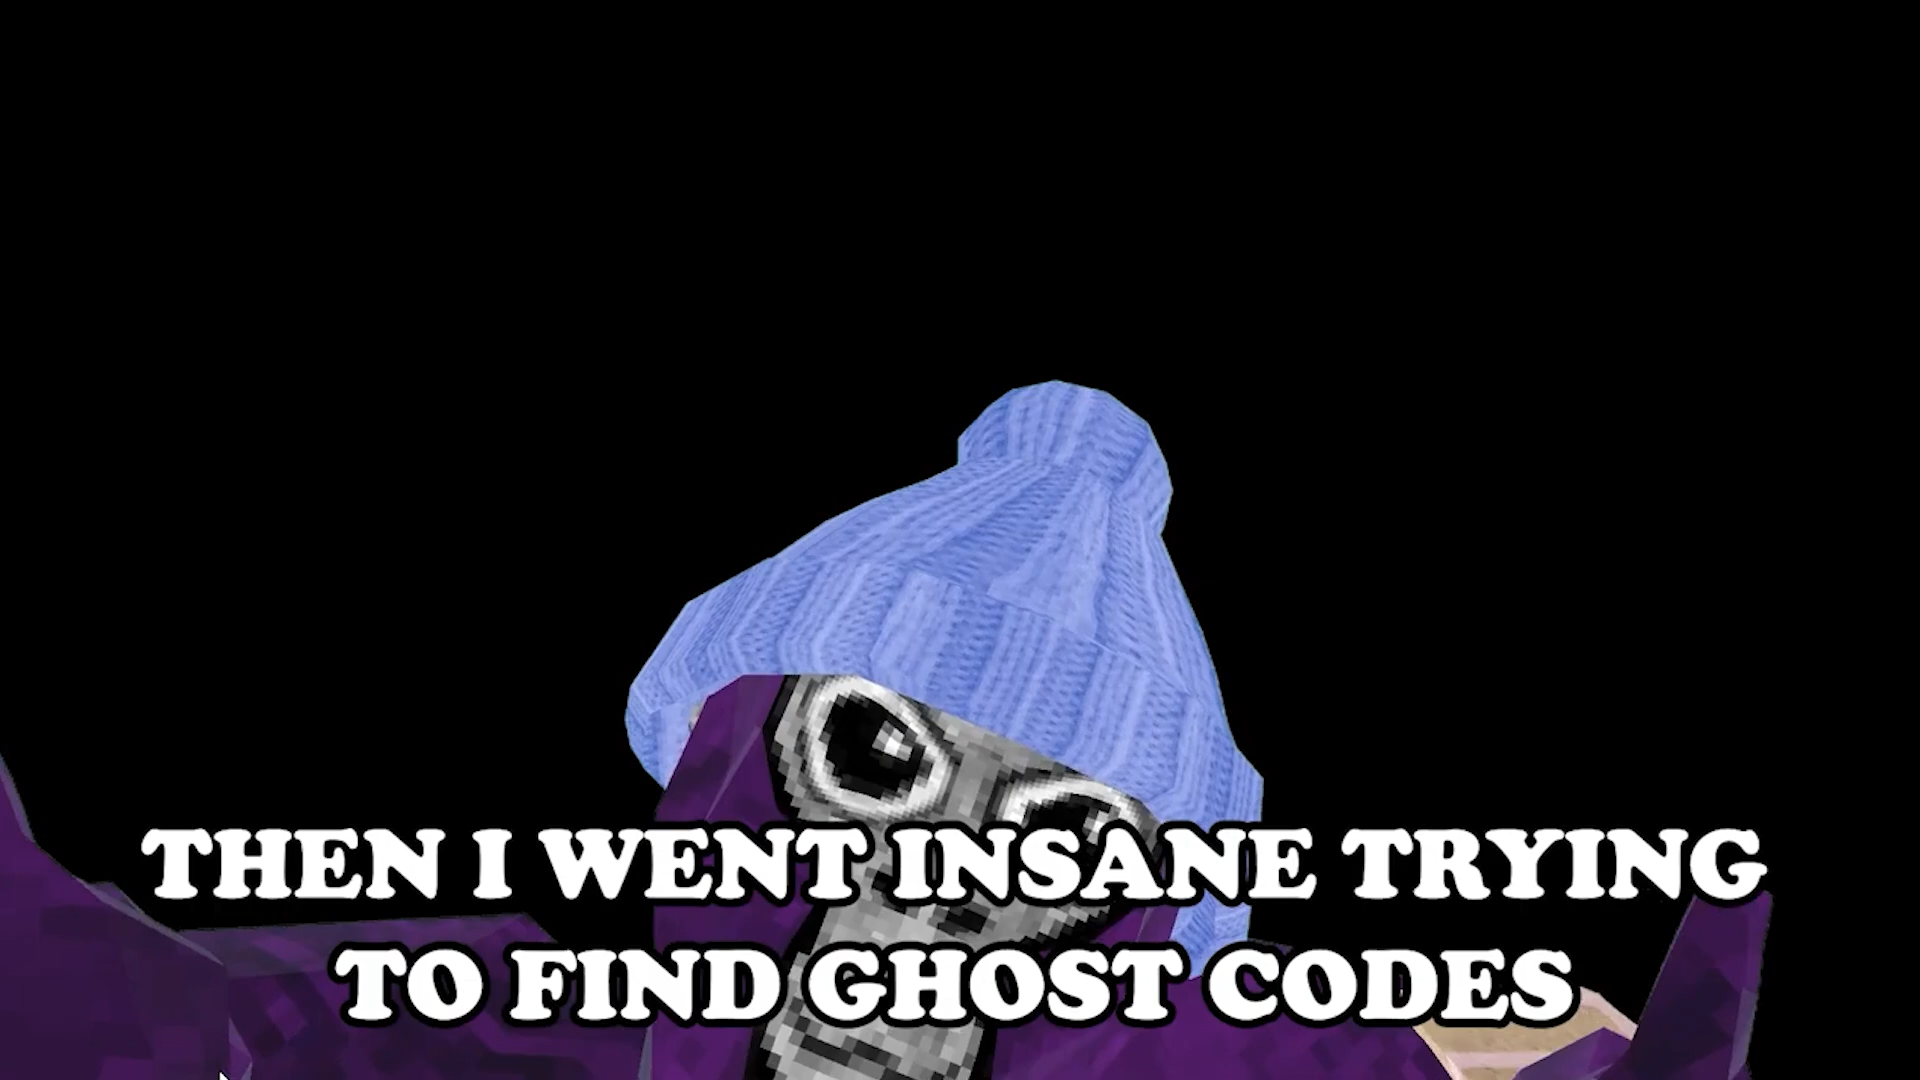 THEN I WENT INSANE TRYING
TO FIND GHOST CODES